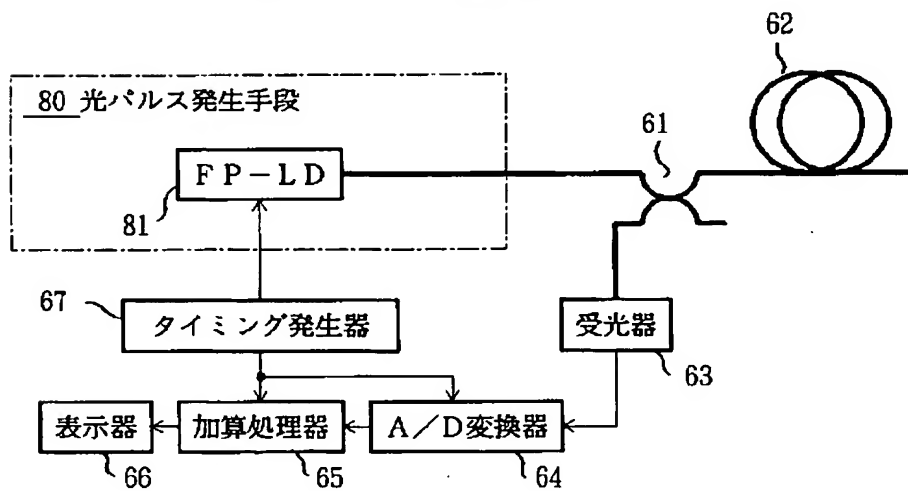 62
80 光パルス発生手段
61
FP-LD
81
67
タイミング発生器
受光器
63
表示器
加算処理器
A/D変換器
66
65
64